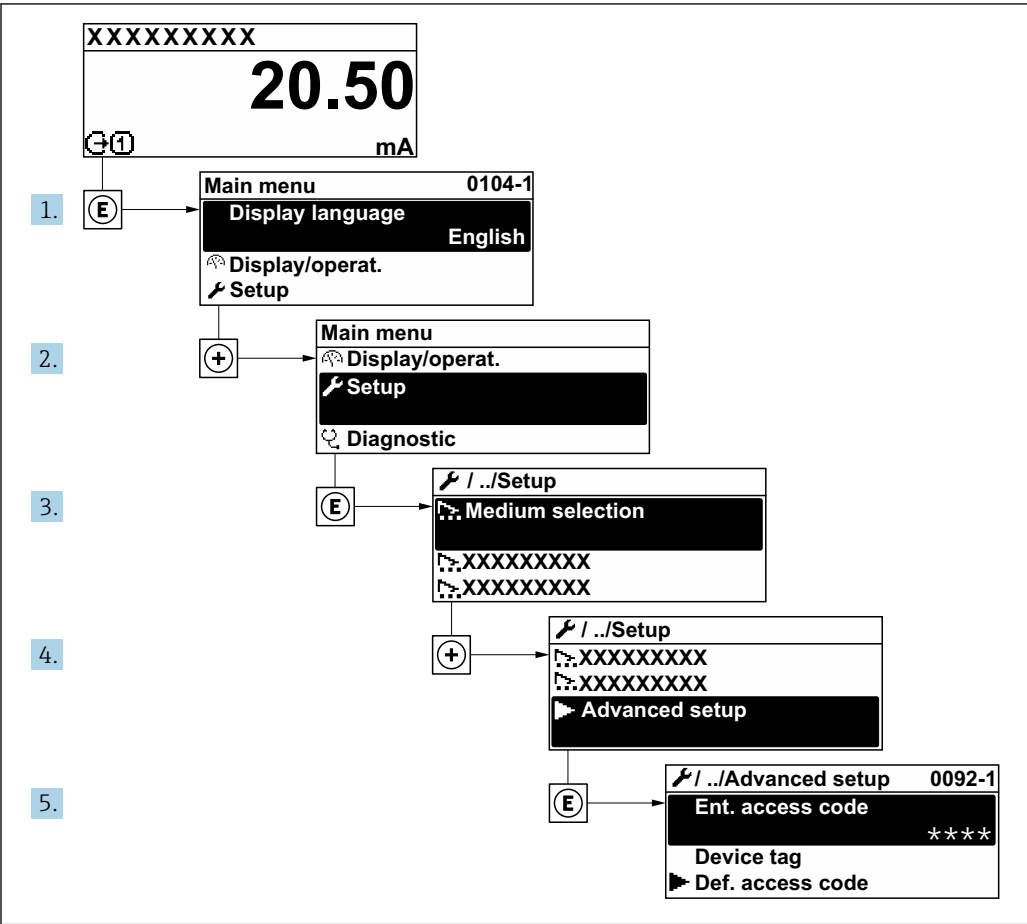 XXXXXXXXX
20.50
1 mA
1. E Main menu 0104-1
Display language
English
Display/operat.
Setup
2. + Main menu
Display/operat.
Setup
Diagnostic
3. E / ../Setup
Medium selection
XXXXXXXXX
XXXXXXXXX
4. + / ../Setup
XXXXXXXXX
XXXXXXXXX
Advanced setup
5. E / ../Advanced setup 0092-1
Ent. access code
****
Device tag
Def. access code